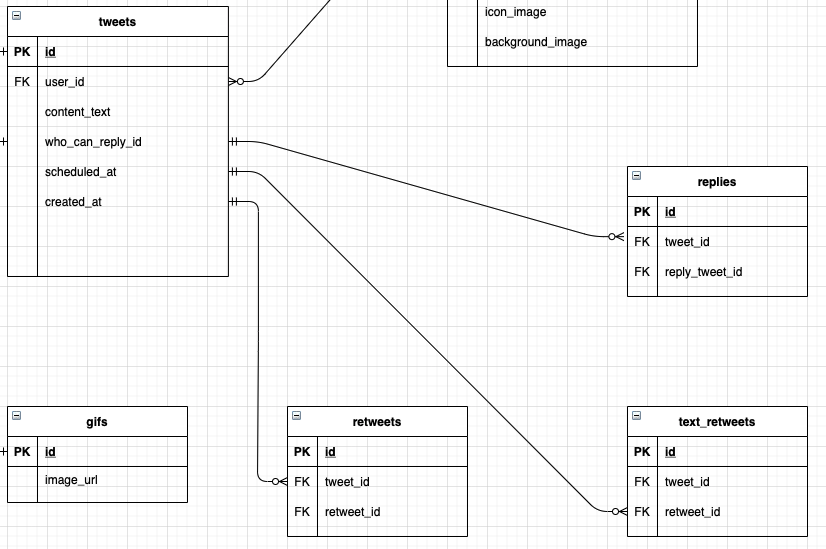 tweets
PK id
FK user_id
content_text
who_can_reply_id
scheduled_at
created_at
icon_image
background_image
replies
PK id
FK tweet_id
FK reply_tweet_id
gifs
PK id
image_url
retweets
PK id
FK tweet_id
FK retweet_id
text_retweets
PK id
FK tweet_id
FK retweet_id